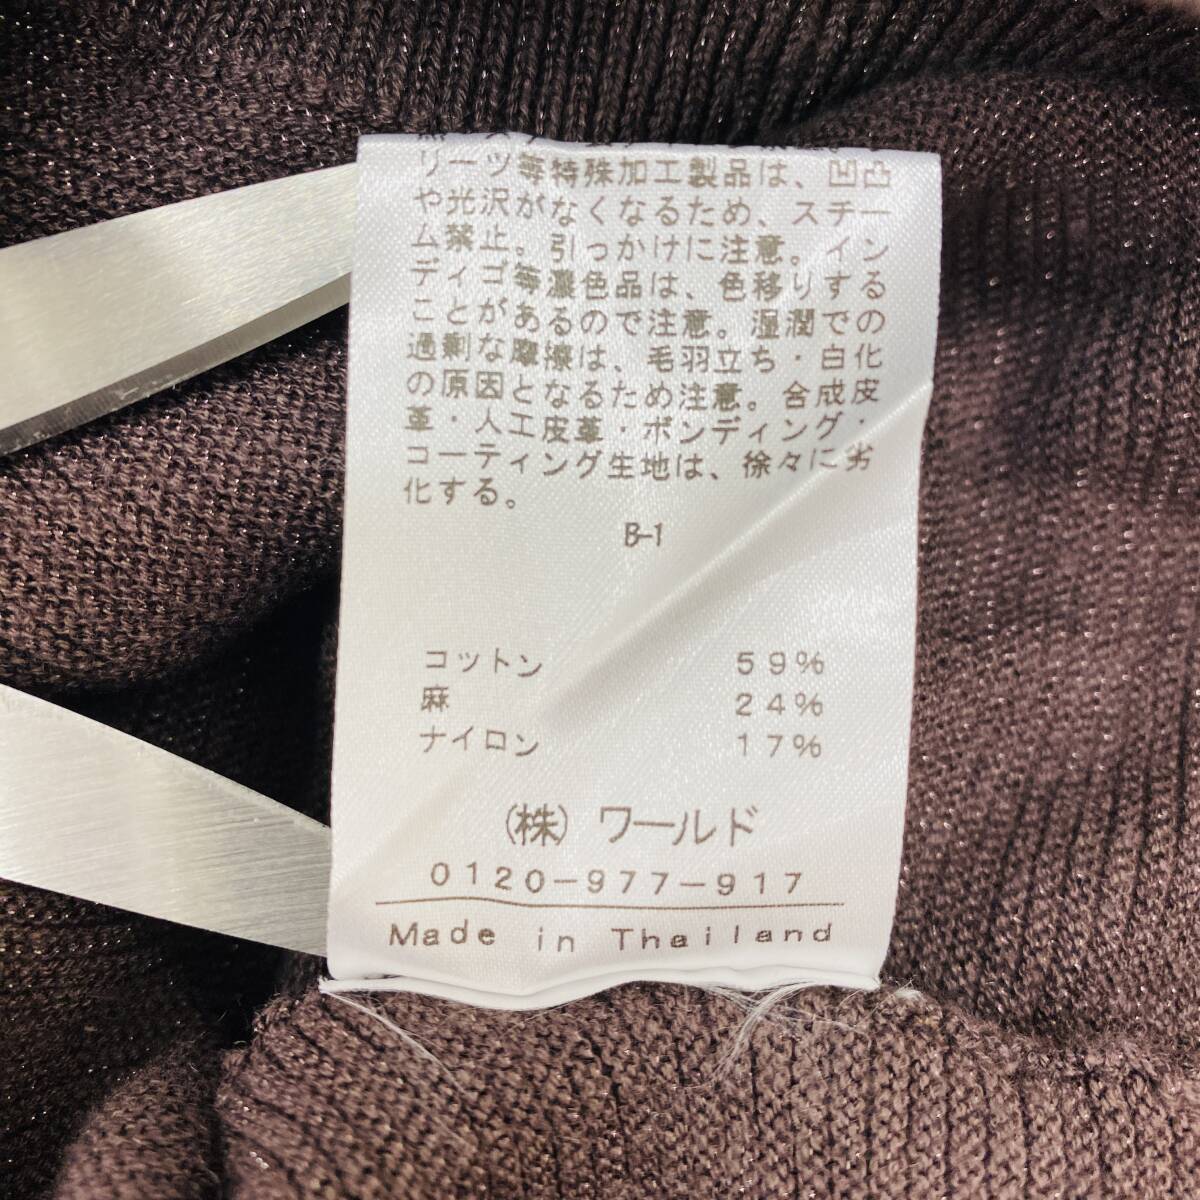 リーツ等特殊加工製品は、凹凸
や光沢がなくなるため、スチー
ム禁止。引っかけに注意。イン
ディゴ等濃色品は、色移りする
ことがあるので注意。湿潤での
過剰な摩擦は、毛羽立ち・白化
の原因となるため注意。合成皮
革・人工皮革・ボンディング・
コーティング生地は、徐々に劣
化する。
B-1
コットン 59%
麻 24%
ナイロン 17%
(株) ワールド
0120-977-917
Made in Thailand